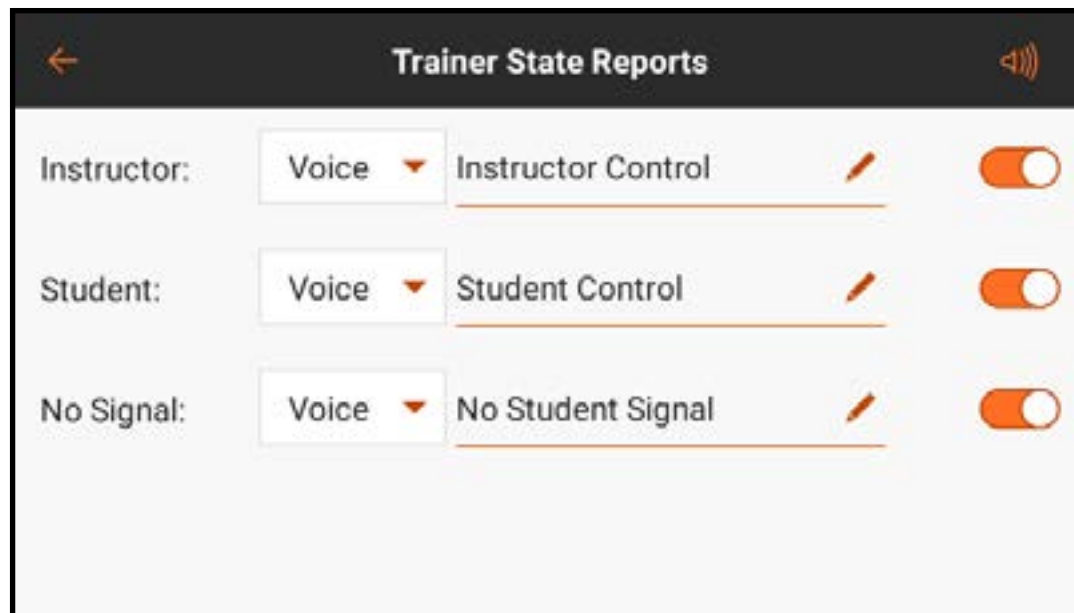 Trainer State Reports
Instructor: Voice Instructor Control
Student: Voice Student Control
No Signal: Voice No Student Signal